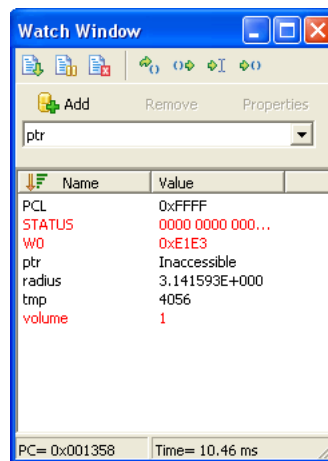 Watch Window
Add Remove Properties
ptr
Name Value
PCL 0xFFFF
STATUS 0000 0000 000...
W0 0xE1E3
ptr Inaccessible
radius 3.141593E+000
tmp 4056
volume 1
PC= 0x001358 Time= 10.46 ms